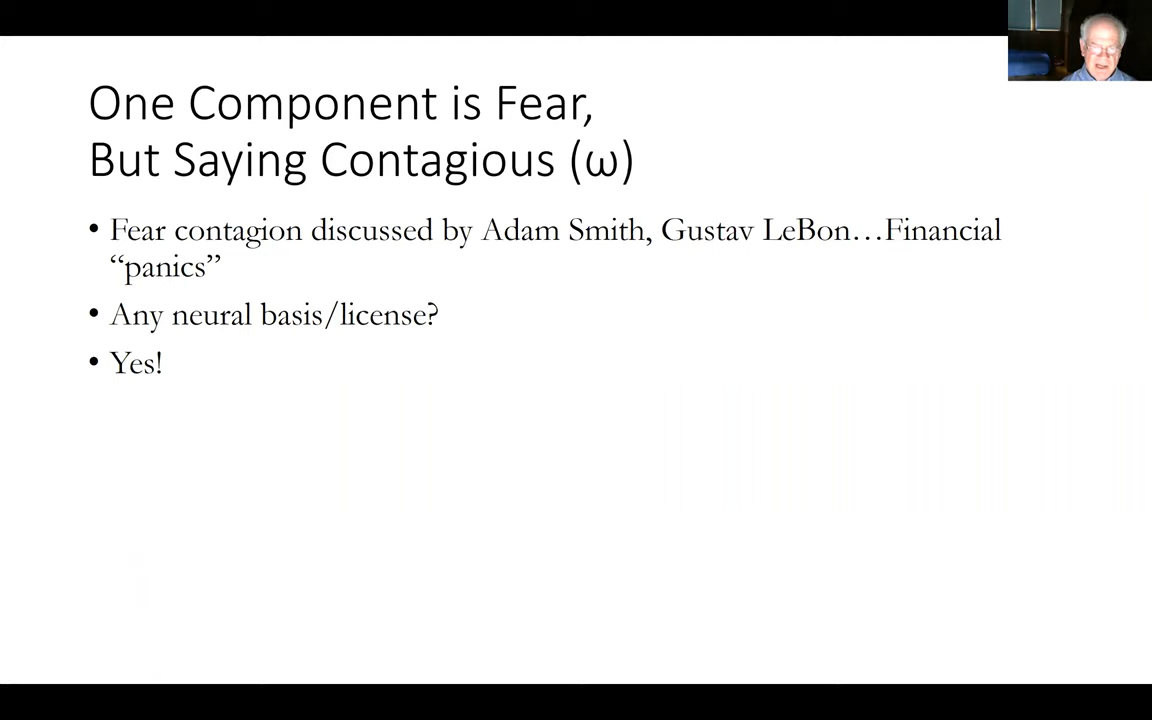 One Component is Fear,
But Saying Contagious (ω)
• Fear contagion discussed by Adam Smith, Gustav LeBon…Financial
“panics”
• Any neural basis/license?
• Yes!